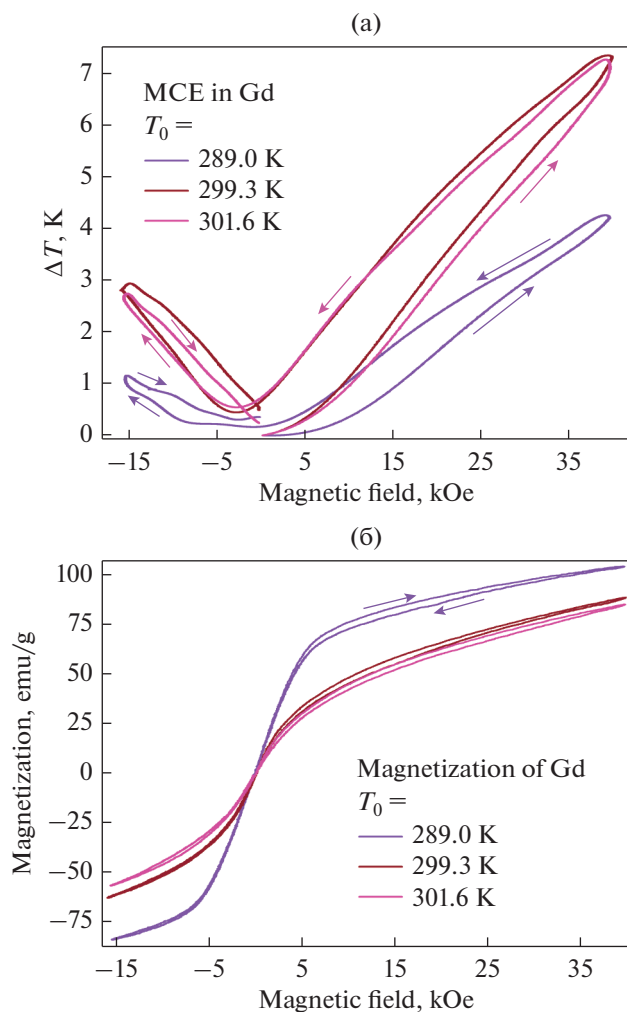 (а)
7
6
5
4
3
2
1
0
ΔT, K
MCE in Gd
T0 =
289.0 K
299.3 K
301.6 K
−15
−5
5
15
25
35
Magnetic field, kOe
(б)
100
75
50
25
0
−25
−50
−75
Magnetization, emu/g
Magnetization of Gd
T0 =
289.0 K
299.3 K
301.6 K
−15
−5
5
15
25
35
Magnetic field, kOe